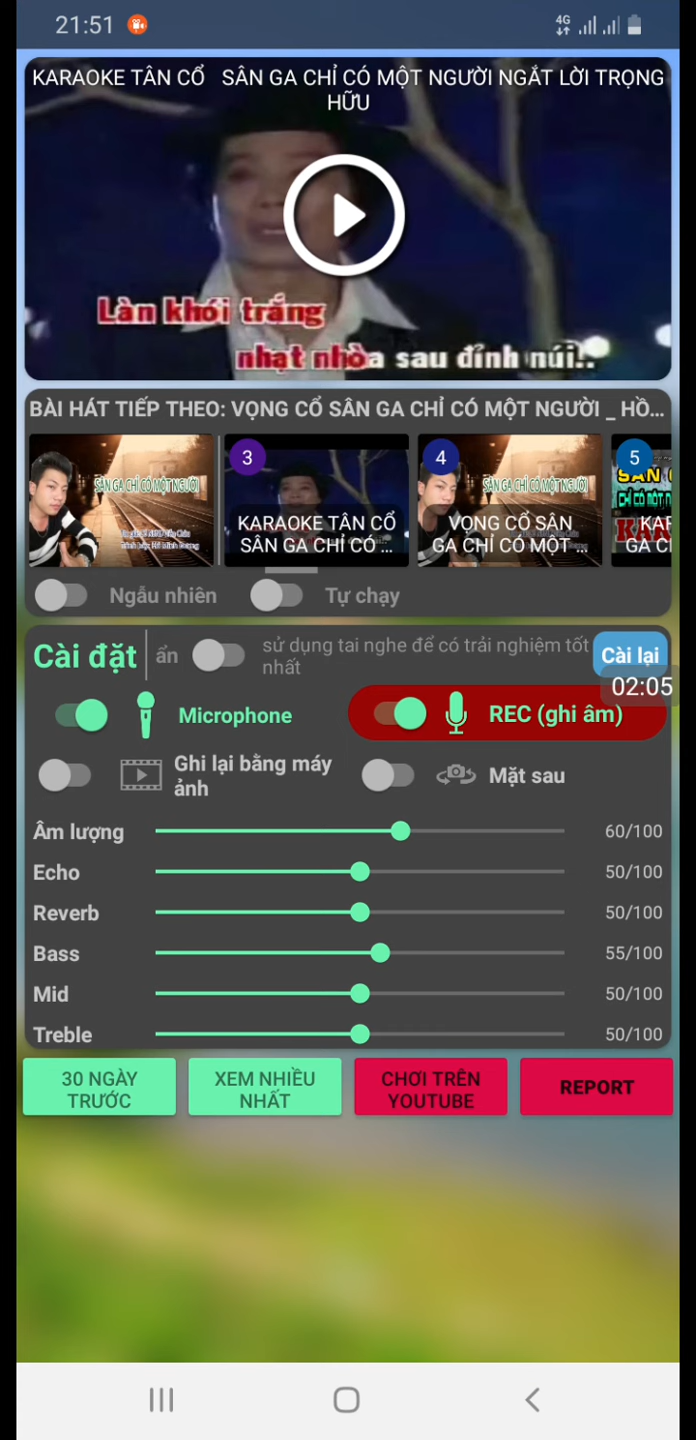 21:51
4G
KARAOKE TÂN CỔ SÂN GA CHỈ CÓ MỘT NGƯỜI NGẮT LỜI TRỌNG
HỮU
Làn khói trắng
nhạt nhòa sau đỉnh núi..
BÀI HÁT TIẾP THEO: VỌNG CỔ SÂN GA CHỈ CÓ MỘT NGƯỜI _ HỒ...
SÂN GA CHỈ CÓ MỘT NGƯỜI
3
KARAOKE TÂN CỔ
SÂN GA CHỈ CÓ ...
4
SÂN GA CHỈ CÓ MỘT NGƯỜI
VỌNG CỔ SÂN
GA CHỈ CÓ MỘT ...
5
Ngẫu nhiên
Tự chạy
Cài đặt
ẩn
sử dụng tai nghe để có trải nghiệm tốt
nhất
Cài lại
02:05
Microphone
REC (ghi âm)
Ghi lại bằng máy
ảnh
Mặt sau
Âm lượng 60/100
Echo 50/100
Reverb 50/100
Bass 55/100
Mid 50/100
Treble 50/100
30 NGÀY
TRƯỚC
XEM NHIỀU
NHẤT
CHƠI TRÊN
YOUTUBE
REPORT